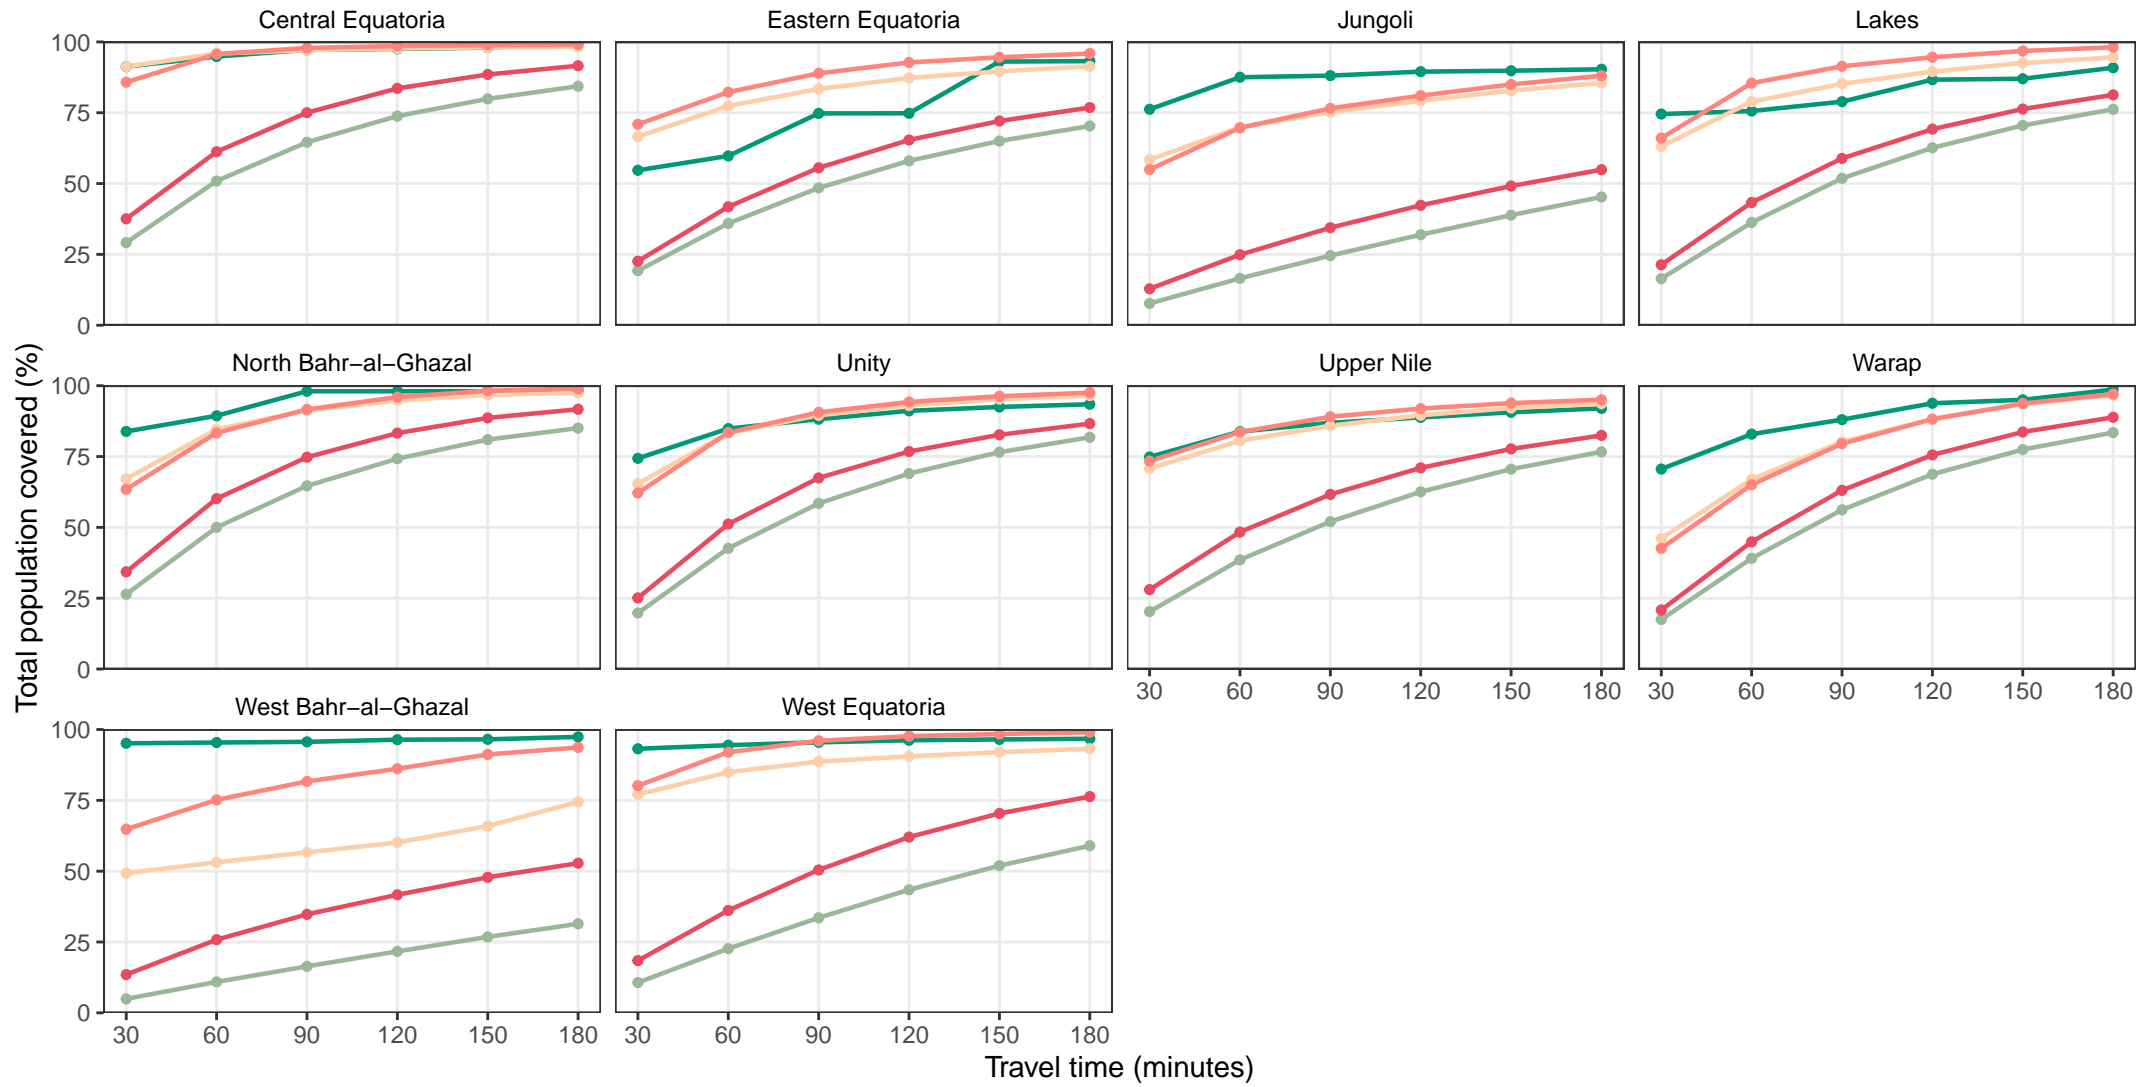 Central Equatoria
Eastern Equatoria
Jungoli
Lakes
100
75
50
25
0
North Bahr−al−Ghazal
Unity
Upper Nile
Warap
100
75
50
25
0
30 60 90 120 150 180
30 60 90 120 150 180
West Bahr−al−Ghazal
West Equatoria
100
75
50
25
0
30 60 90 120 150 180
30 60 90 120 150 180
Total population covered (%)
Travel time (minutes)